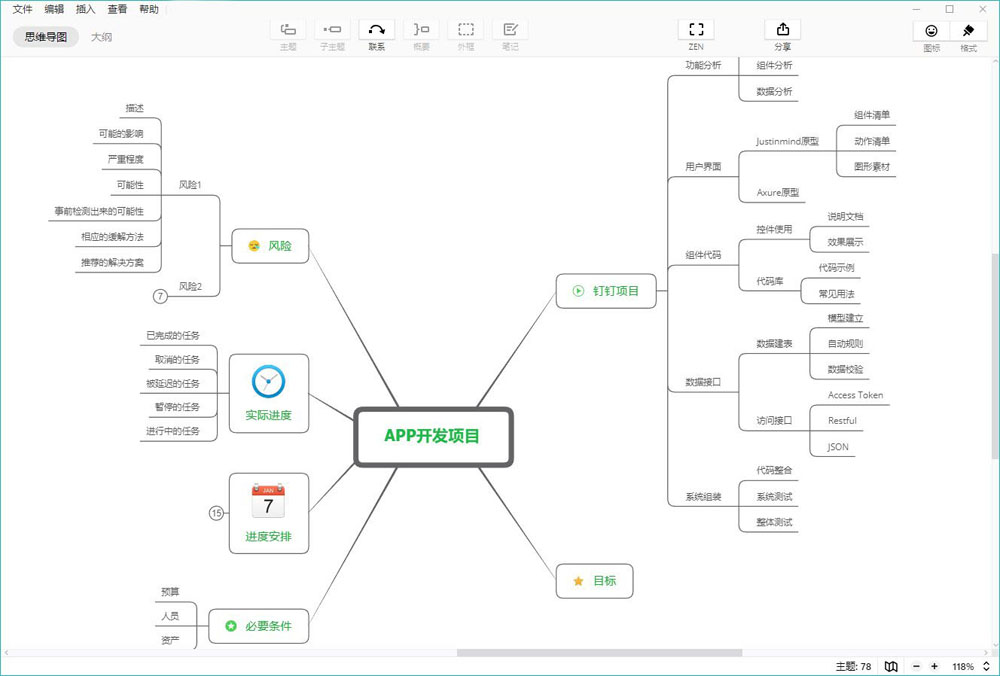 文件 编辑 插入 查看 帮助
思维导图 大纲
主题 子主题 联系 概要 外框 笔记 ZEN 分享 图标 格式
描述
可能的影响
严重程度
可能性
事前检测出来的可能性
相应的缓解方法
推荐的解决方案
风险1
风险2
7
风险
已完成的任务
取消的任务
被延迟的任务
暂停的任务
进行中的任务
实际进度
15
JAN
7
进度安排
预算
人员
资产
必要条件
APP开发项目
钉钉项目
功能分析
组件分析
数据分析
用户界面
Justinmind原型
组件清单
动作清单
图形素材
Axure原型
组件代码
控件使用
说明文档
效果展示
代码库
代码示例
常见用法
数据接口
数据建表
模型建立
自动规则
数据校验
访问接口
Access Token
Restful
JSON
系统组装
代码整合
系统测试
整体测试
目标
主题: 78
118%